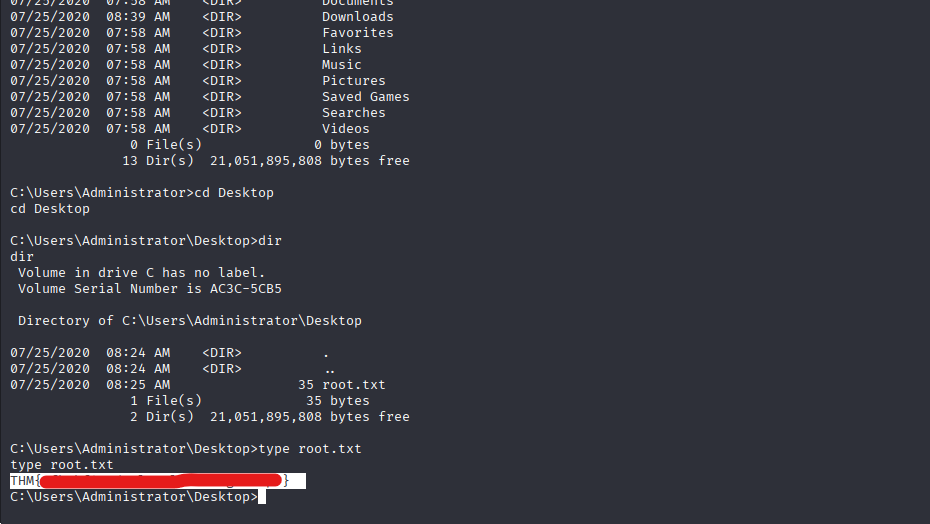 07/25/2020  07:58 AM    <DIR>          Documents
07/25/2020  08:39 AM    <DIR>          Downloads
07/25/2020  07:58 AM    <DIR>          Favorites
07/25/2020  07:58 AM    <DIR>          Links
07/25/2020  07:58 AM    <DIR>          Music
07/25/2020  07:58 AM    <DIR>          Pictures
07/25/2020  07:58 AM    <DIR>          Saved Games
07/25/2020  07:58 AM    <DIR>          Searches
07/25/2020  07:58 AM    <DIR>          Videos
               0 File(s)              0 bytes
              13 Dir(s)  21,051,895,808 bytes free
C:\Users\Administrator>cd Desktop
cd Desktop
C:\Users\Administrator\Desktop>dir
dir
 Volume in drive C has no label.
 Volume Serial Number is AC3C-5CB5
 Directory of C:\Users\Administrator\Desktop
07/25/2020  08:24 AM    <DIR>          .
07/25/2020  08:24 AM    <DIR>          ..
07/25/2020  08:25 AM                35 root.txt
               1 File(s)             35 bytes
               2 Dir(s)  21,051,895,808 bytes free
C:\Users\Administrator\Desktop>type root.txt
type root.txt
THM{ }
C:\Users\Administrator\Desktop>